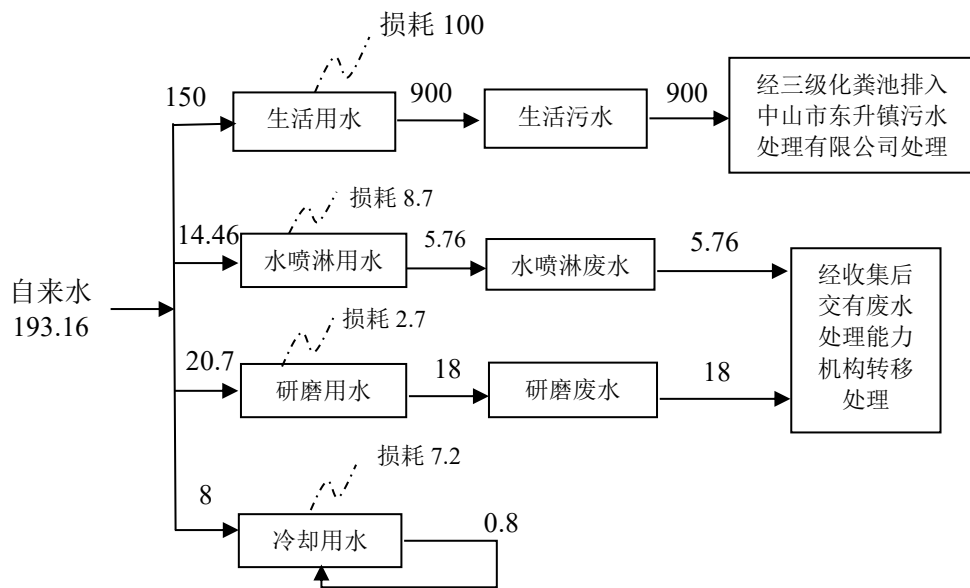 损耗 100
150
生活用水
900
生活污水
900
经三级化粪池排入
中山市东升镇污水
处理有限公司处理
损耗 8.7
14.46
水喷淋用水
5.76
水喷淋废水
5.76
自来水
193.16
经收集后
交有废水
处理能力
机构转移
处理
损耗 2.7
20.7
研磨用水
18
研磨废水
18
损耗 7.2
8
冷却用水
0.8